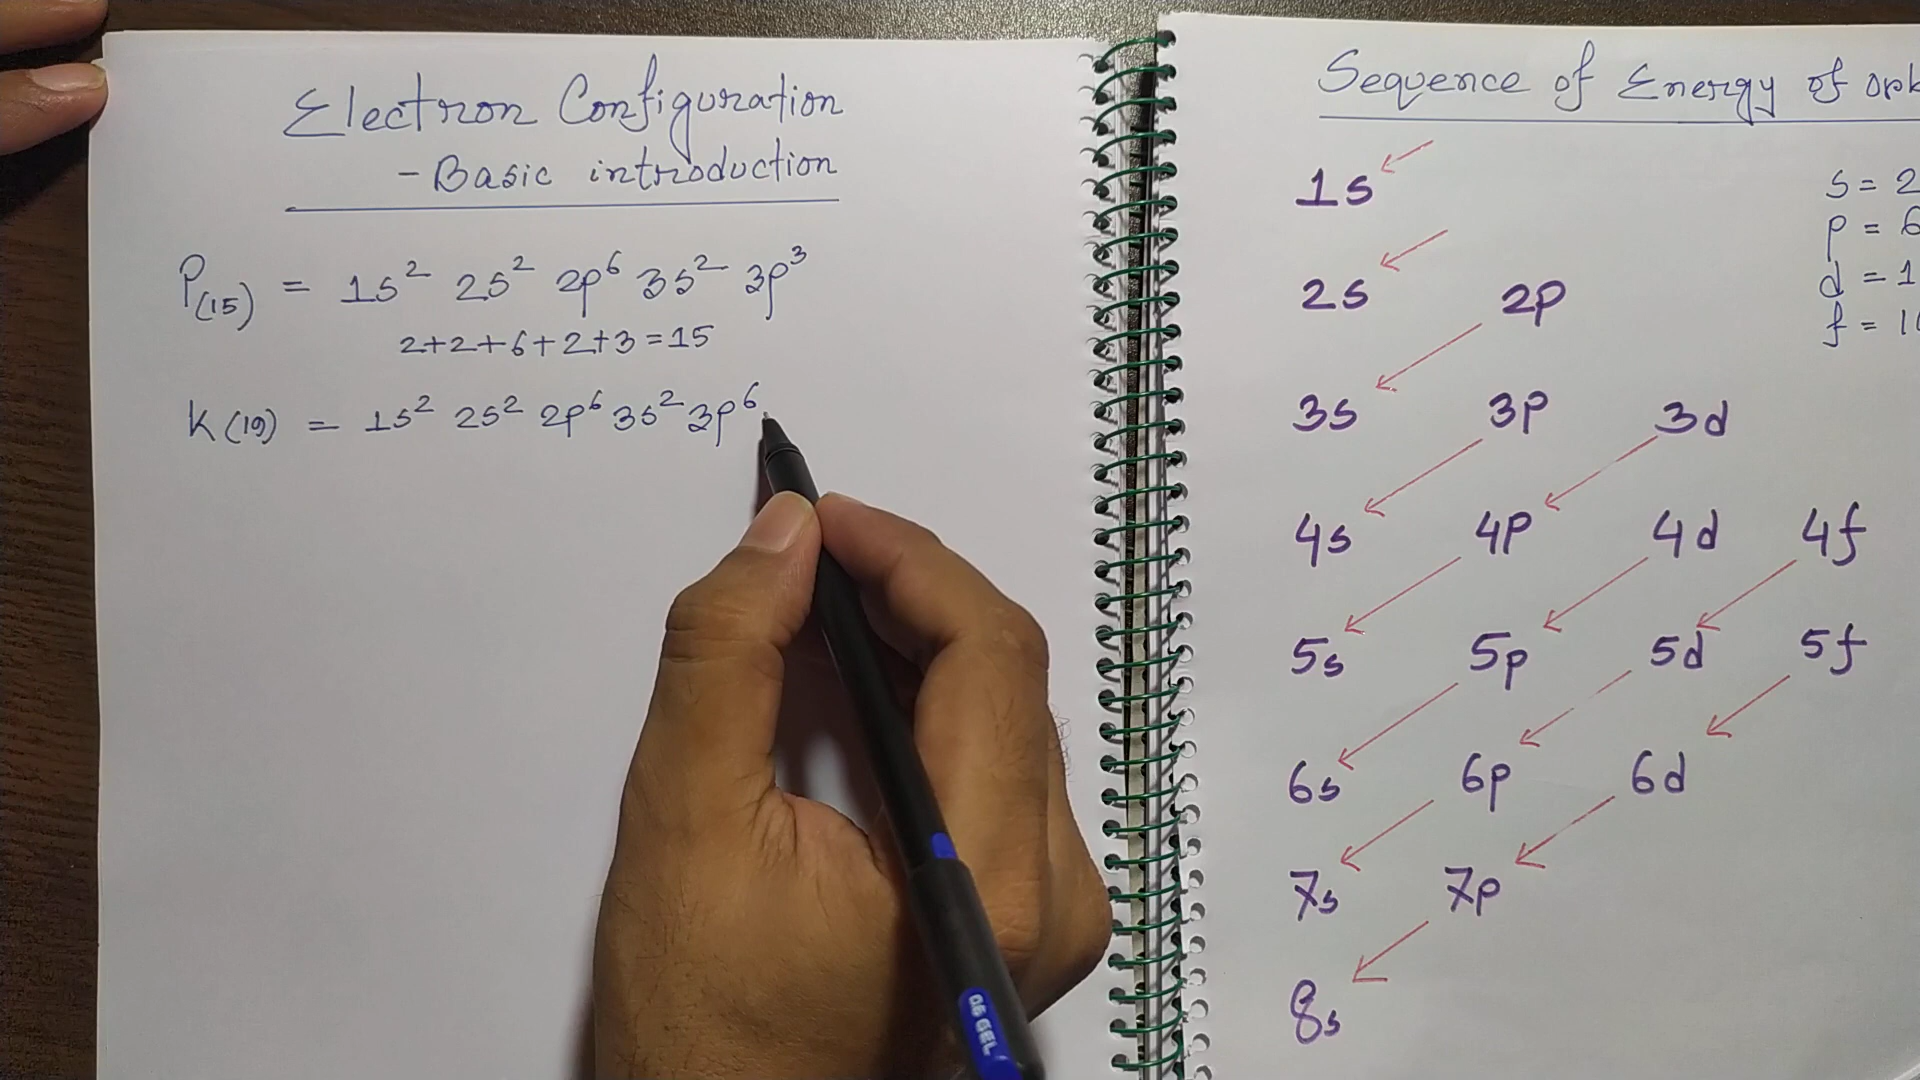 Electron Configuration
- Basic introduction
P(15) = 1s² 2s² 2p⁶ 3s² 3p³
2+2+6+2+3=15
K(19) = 1s² 2s² 2p⁶ 3s² 3p⁶
Sequence of Energy of
1s
2s 2p
3s 3p 3d
4s 4p 4d 4f
5s 5p 5d 5f
6s 6p 6d
7s 7p
8s
s = 2
p = 6
d = 1
f = 1
GEL